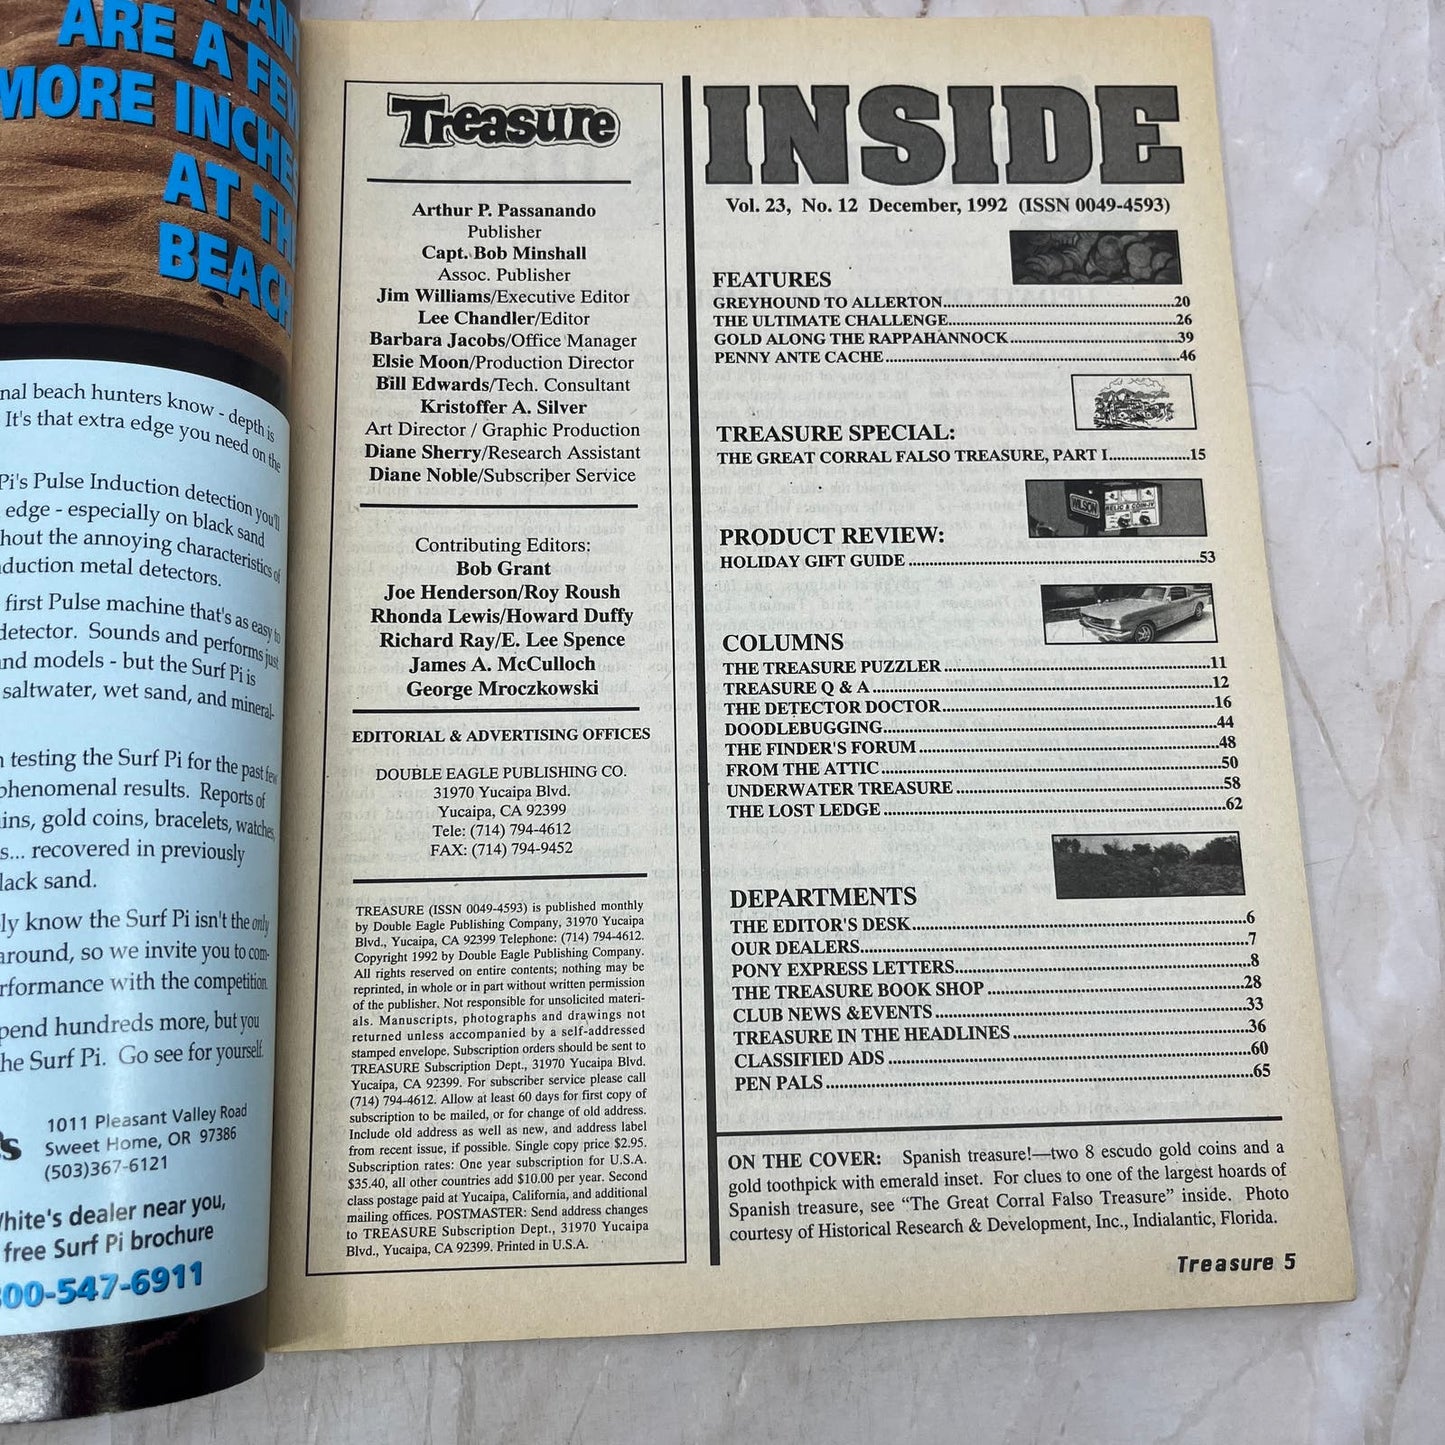 ARE A FEW
MORE INCHES
AT THE
BEACH
nal beach hunters know - depth is
It's that extra edge you need on the
Pi's Pulse Induction detection you'll
edge - especially on black sand
hout the annoying characteristics of
duction metal detectors.
first Pulse machine that's as easy to
detector. Sounds and performs just
nd models - but the Surf Pi is
saltwater, wet sand, and mineral-
testing the Surf Pi for the past few
phenomenal results. Reports of
ins, gold coins, bracelets, watches,
s... recovered in previously
lack sand.
ly know the Surf Pi isn't the only
around, so we invite you to com-
rformance with the competition.
pend hundreds more, but you
he Surf Pi. Go see for yourself.
1011 Pleasant Valley Road
Sweet Home, OR 97386
(503)367-6121
White's dealer near you,
free Surf Pi brochure
800-547-6911
Treasure
Arthur P. Passanando
Publisher
Capt. Bob Minshall
Assoc. Publisher
Jim Williams/Executive Editor
Lee Chandler/Editor
Barbara Jacobs/Office Manager
Elsie Moon/Production Director
Bill Edwards/Tech. Consultant
Kristoffer A. Silver
Art Director / Graphic Production
Diane Sherry/Research Assistant
Diane Noble/Subscriber Service
Contributing Editors:
Bob Grant
Joe Henderson/Roy Roush
Rhonda Lewis/Howard Duffy
Richard Ray/E. Lee Spence
James A. McCulloch
George Mroczkowski
EDITORIAL & ADVERTISING OFFICES
DOUBLE EAGLE PUBLISHING CO.
31970 Yucaipa Blvd.
Yucaipa, CA 92399
Tele: (714) 794-4612
FAX: (714) 794-9452
TREASURE (ISSN 0049-4593) is published monthly
by Double Eagle Publishing Company, 31970 Yucaipa
Blvd., Yucaipa, CA 92399 Telephone: (714) 794-4612.
Copyright 1992 by Double Eagle Publishing Company.
All rights reserved on entire contents; nothing may be
reprinted, in whole or in part without written permission
of the publisher. Not responsible for unsolicited materi-
als. Manuscripts, photographs and drawings not
returned unless accompanied by a self-addressed
stamped envelope. Subscription orders should be sent to
TREASURE Subscription Dept., 31970 Yucaipa Blvd.
Yucaipa, CA. 92399. For subscriber service please call
(714) 794-4612. Allow at least 60 days for first copy of
subscription to be mailed, or for change of old address.
Include old address as well as new, and address label
from recent issue, if possible. Single copy price $2.95.
Subscription rates: One year subscription for U.S.A.
$35.40, all other countries add $10.00 per year. Second
class postage paid at Yucaipa, California, and additional
mailing offices. POSTMASTER: Send address changes
to TREASURE Subscription Dept., 31970 Yucaipa
Blvd., Yucaipa, CA. 92399. Printed in U.S.A.
INSIDE
Vol. 23, No. 12 December, 1992 (ISSN 0049-4593)
FEATURES
GREYHOUND TO ALLERTON...20
THE ULTIMATE CHALLENGE...26
GOLD ALONG THE RAPPAHANNOCK...39
PENNY ANTE CACHE...46
TREASURE SPECIAL:
THE GREAT CORRAL FALSO TREASURE, PART I...15
WILSON
RELIC & COIN-IV
PRODUCT REVIEW:
HOLIDAY GIFT GUIDE...53
COLUMNS
THE TREASURE PUZZLER...11
TREASURE Q & A...12
THE DETECTOR DOCTOR...16
DOODLEBUGGING...44
THE FINDER'S FORUM...48
FROM THE ATTIC...50
UNDERWATER TREASURE...58
THE LOST LEDGE...62
DEPARTMENTS
THE EDITOR'S DESK...6
OUR DEALERS...7
PONY EXPRESS LETTERS...8
THE TREASURE BOOK SHOP...28
CLUB NEWS &EVENTS...33
TREASURE IN THE HEADLINES...36
CLASSIFIED ADS...60
PEN PALS...65
ON THE COVER: Spanish treasure!—two 8 escudo gold coins and a
gold toothpick with emerald inset. For clues to one of the largest hoards of
Spanish treasure, see “The Great Corral Falso Treasure” inside. Photo
courtesy of Historical Research & Development, Inc., Indialantic, Florida.
Treasure 5